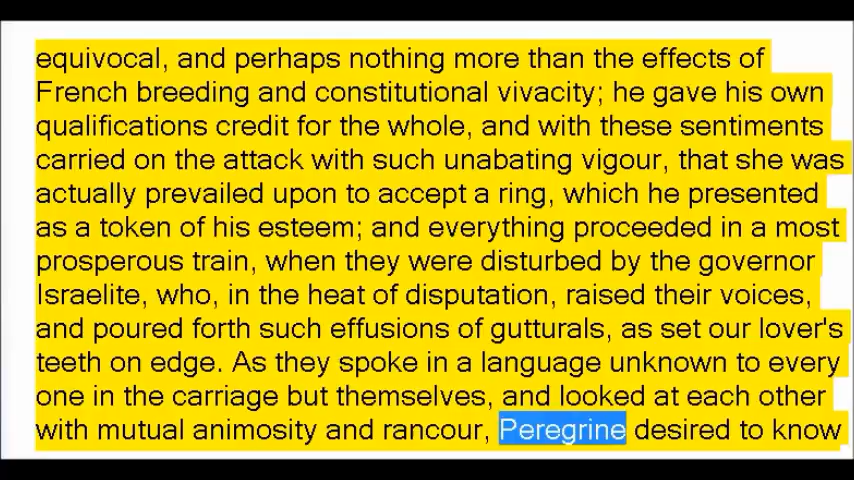 equivocal, and perhaps nothing more than the effects of
French breeding and constitutional vivacity; he gave his own
qualifications credit for the whole, and with these sentiments
carried on the attack with such unabating vigour, that she was
actually prevailed upon to accept a ring, which he presented
as a token of his esteem; and everything proceeded in a most
prosperous train, when they were disturbed by the governor
Israelite, who, in the heat of disputation, raised their voices,
and poured forth such effusions of gutturals, as set our lover's
teeth on edge. As they spoke in a language unknown to every
one in the carriage but themselves, and looked at each other
with mutual animosity and rancour, Peregrine desired to know